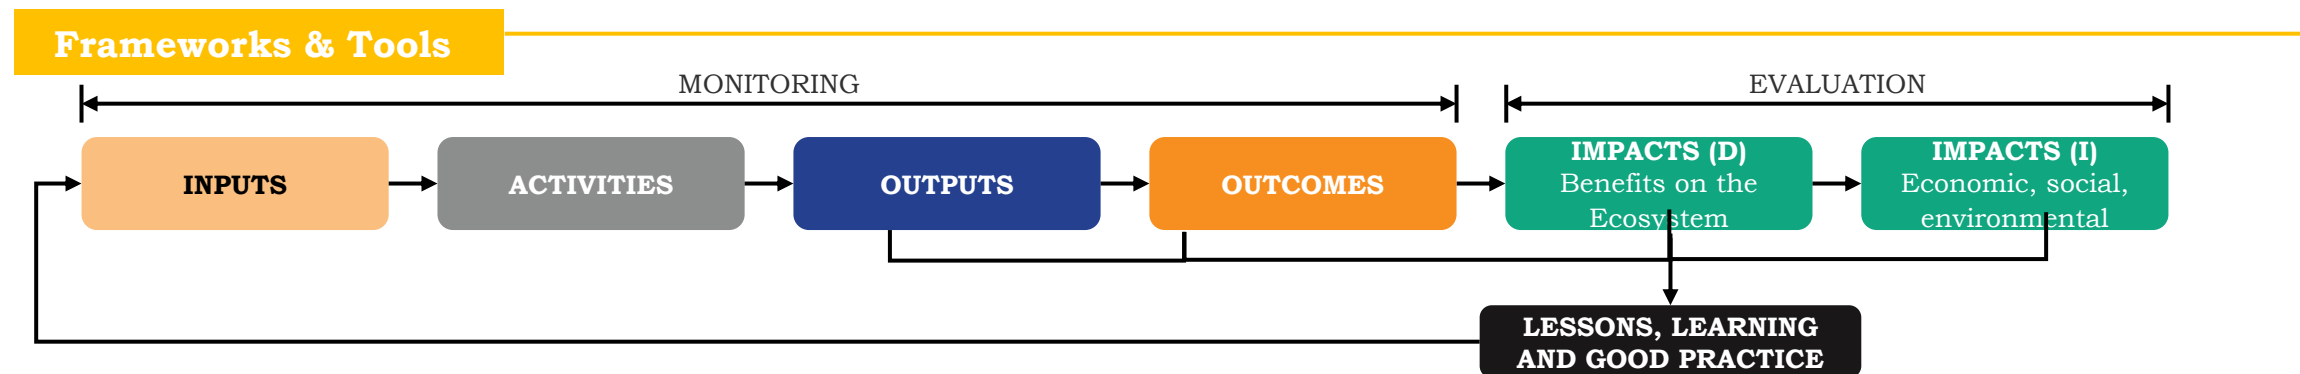 Frameworks & Tools
MONITORING
EVALUATION
INPUTS
ACTIVITIES
OUTPUTS
OUTCOMES
IMPACTS (D)
Benefits on the
Ecosystem
IMPACTS (I)
Economic, social,
environmental
LESSONS, LEARNING
AND GOOD PRACTICE